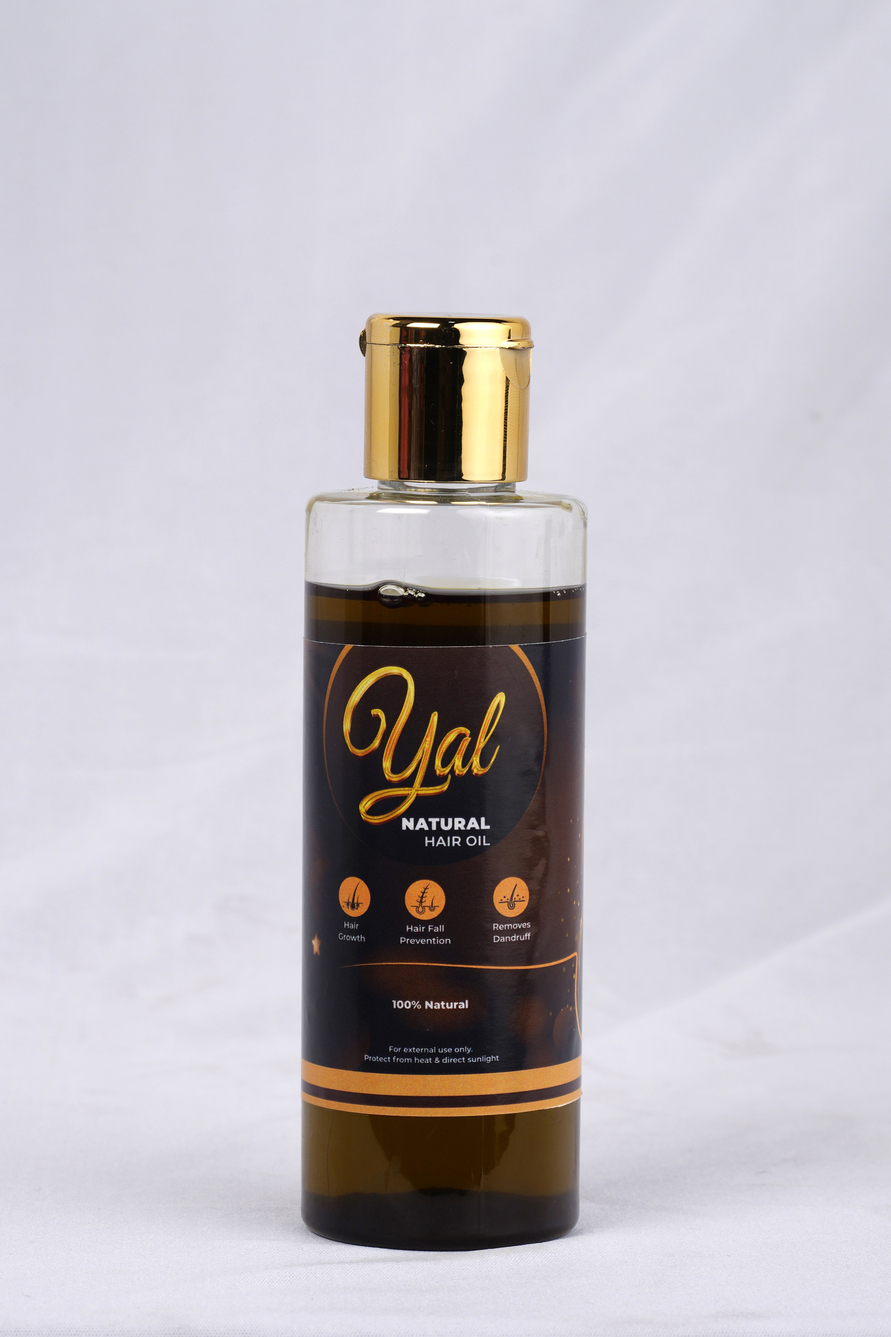 Yal
NATURAL
HAIR OIL
Hair
Growth
Hair Fall
Prevention
Removes
Dandruff
100% Natural
For external use only.
Protect from heat & direct sunlight